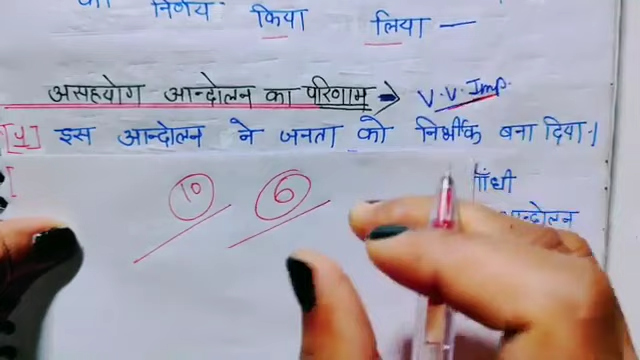 का निर्णय किया लिया —
असहयोग आन्दोलन का परिणाम → V.V.Imp.
[1] इस आन्दोलन ने जनता को निर्भीक बना दिया।
[
10 6
गाँधी
आन्दोलन